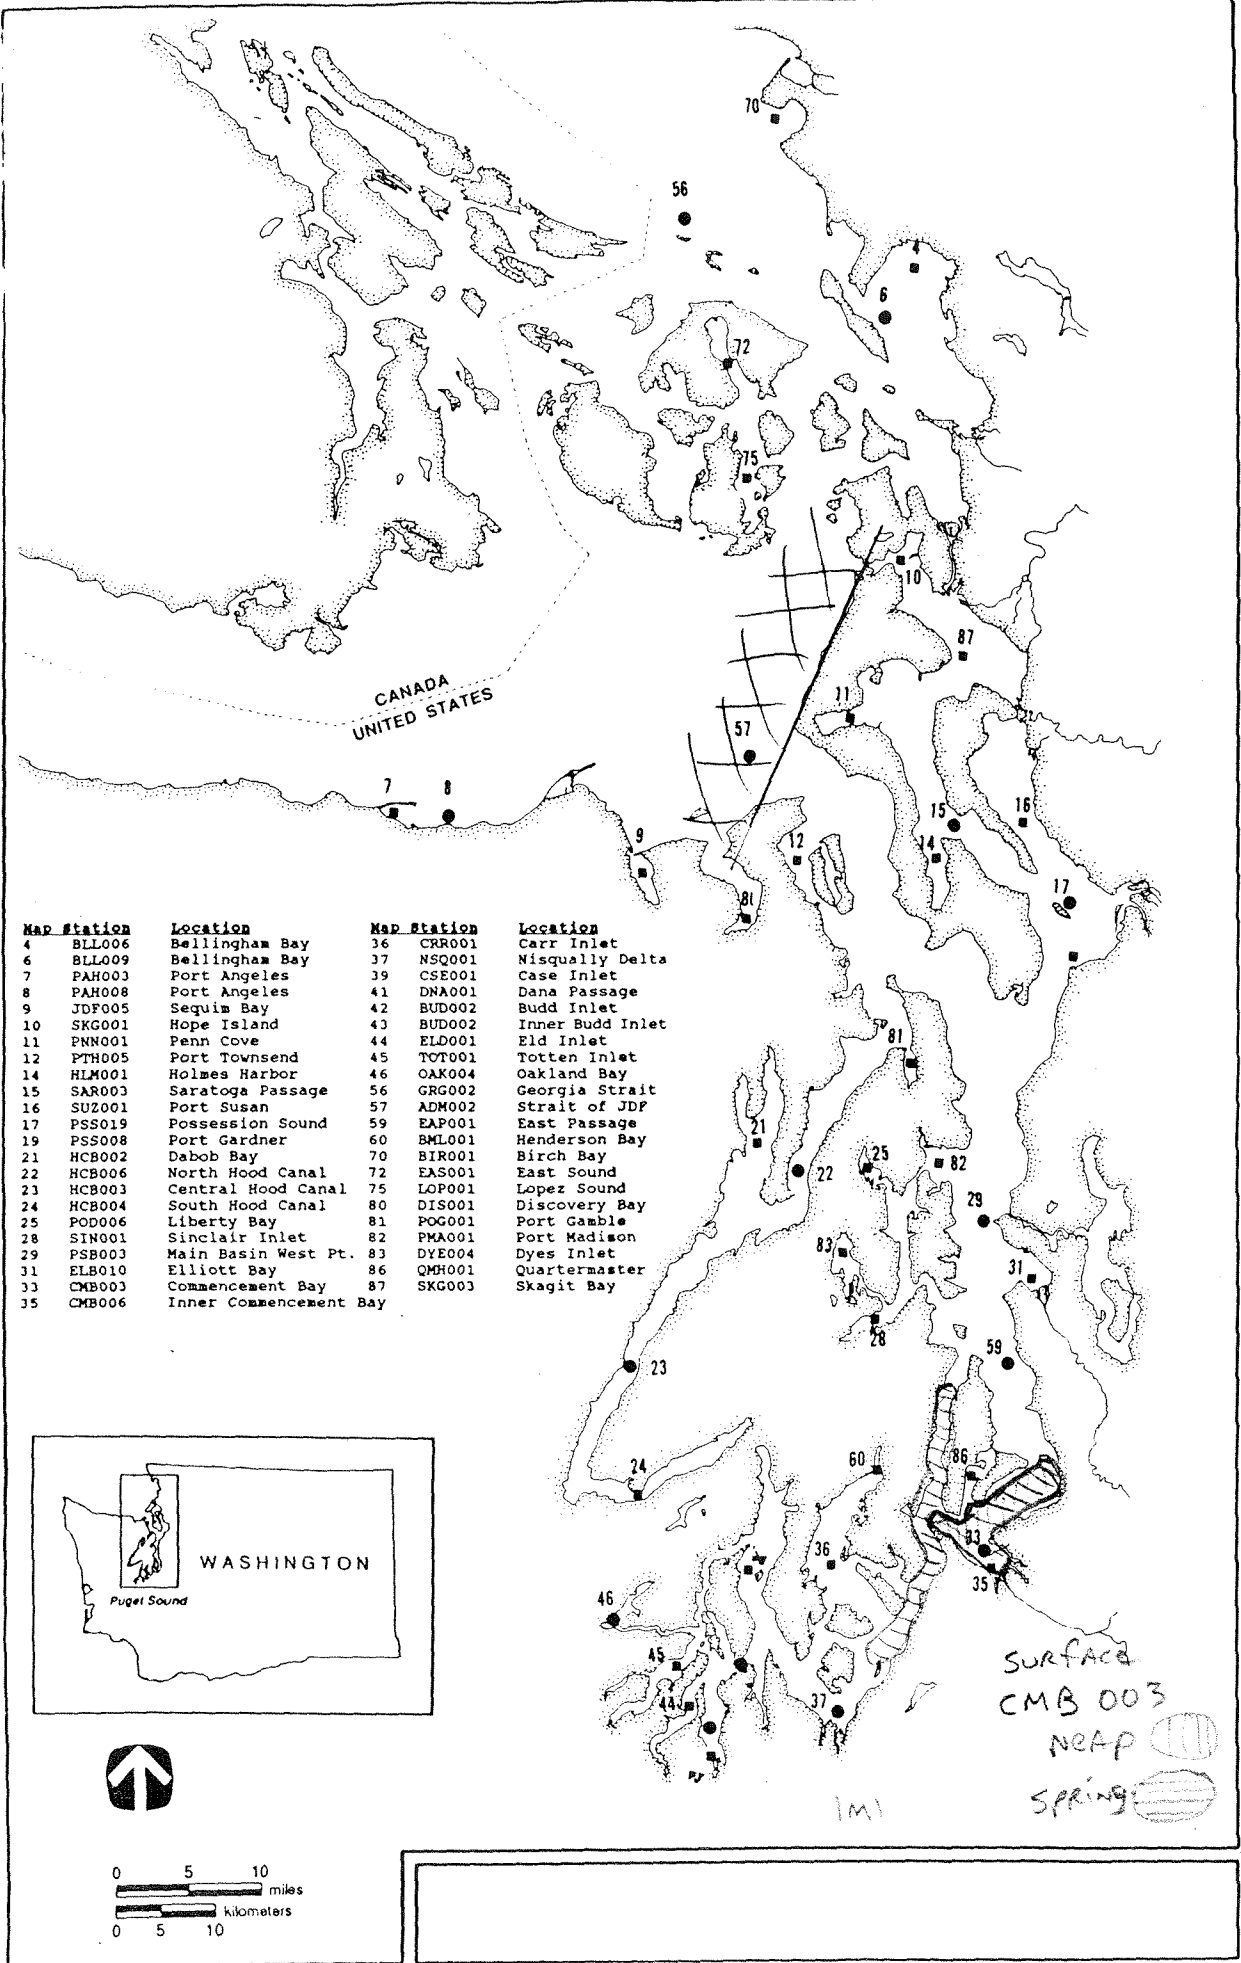 70
56
4
6
72
75
10
87
CANADA
UNITED STATES
11
57
7
8
15
16
9
12
14
17
80
Map Station Location Map Station Location
4 BLL006 Bellingham Bay 36 CRR001 Carr Inlet
6 BLL009 Bellingham Bay 37 NSQ001 Nisqually Delta
7 PAH003 Port Angeles 39 CSE001 Case Inlet
8 PAH008 Port Angeles 41 DNA001 Dana Passage
9 JDF005 Sequim Bay 42 BUD002 Budd Inlet
10 SKG001 Hope Island 43 BUD002 Inner Budd Inlet
11 PNN001 Penn Cove 44 ELD001 Eld Inlet
12 PTH005 Port Townsend 45 TOT001 Totten Inlet
14 HLM001 Holmes Harbor 46 OAK004 Oakland Bay
15 SAR003 Saratoga Passage 56 GRG002 Georgia Strait
16 SUZ001 Port Susan 57 ADM002 Strait of JDF
17 PSS019 Possession Sound 59 EAP001 East Passage
19 PSS008 Port Gardner 60 BML001 Henderson Bay
21 HCB002 Dabob Bay 70 BIR001 Birch Bay
22 HCB006 North Hood Canal 72 EAS001 East Sound
23 HCB003 Central Hood Canal 75 LOP001 Lopez Sound
24 HCB004 South Hood Canal 80 DIS001 Discovery Bay
25 POD006 Liberty Bay 81 POG001 Port Gamble
28 SIN001 Sinclair Inlet 82 PMA001 Port Madison
29 PSB003 Main Basin West Pt. 83 DYE004 Dyes Inlet
31 ELB010 Elliott Bay 86 QMH001 Quartermaster
33 CMB003 Commencement Bay 87 SKG003 Skagit Bay
35 CMB006 Inner Commencement Bay
81
21
22
25
82
29
83
31
28
23
59
24
60
86
36
33
35
46
45
44
37
WASHINGTON
Puget Sound
SURFACE
CMB 003
NeAp
SPRING
1M1
0 5 10
miles
kilometers
0 5 10